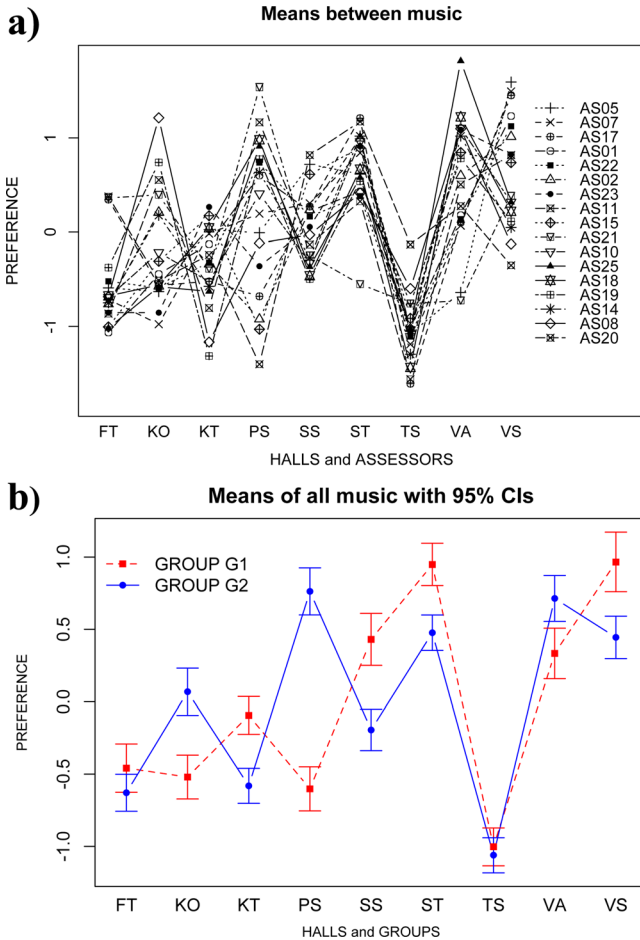 a)
Means between music
PREFERENCE
1
0
-1
FT KO KT PS SS ST TS VA VS
HALLS and ASSESSORS
AS05
AS07
AS17
AS01
AS22
AS02
AS23
AS11
AS15
AS21
AS10
AS25
AS18
AS19
AS14
AS08
AS20
b)
Means of all music with 95% CIs
PREFERENCE
1.0
0.5
0.0
-0.5
-1.0
GROUP G1
GROUP G2
FT KO KT PS SS ST TS VA VS
HALLS and GROUPS